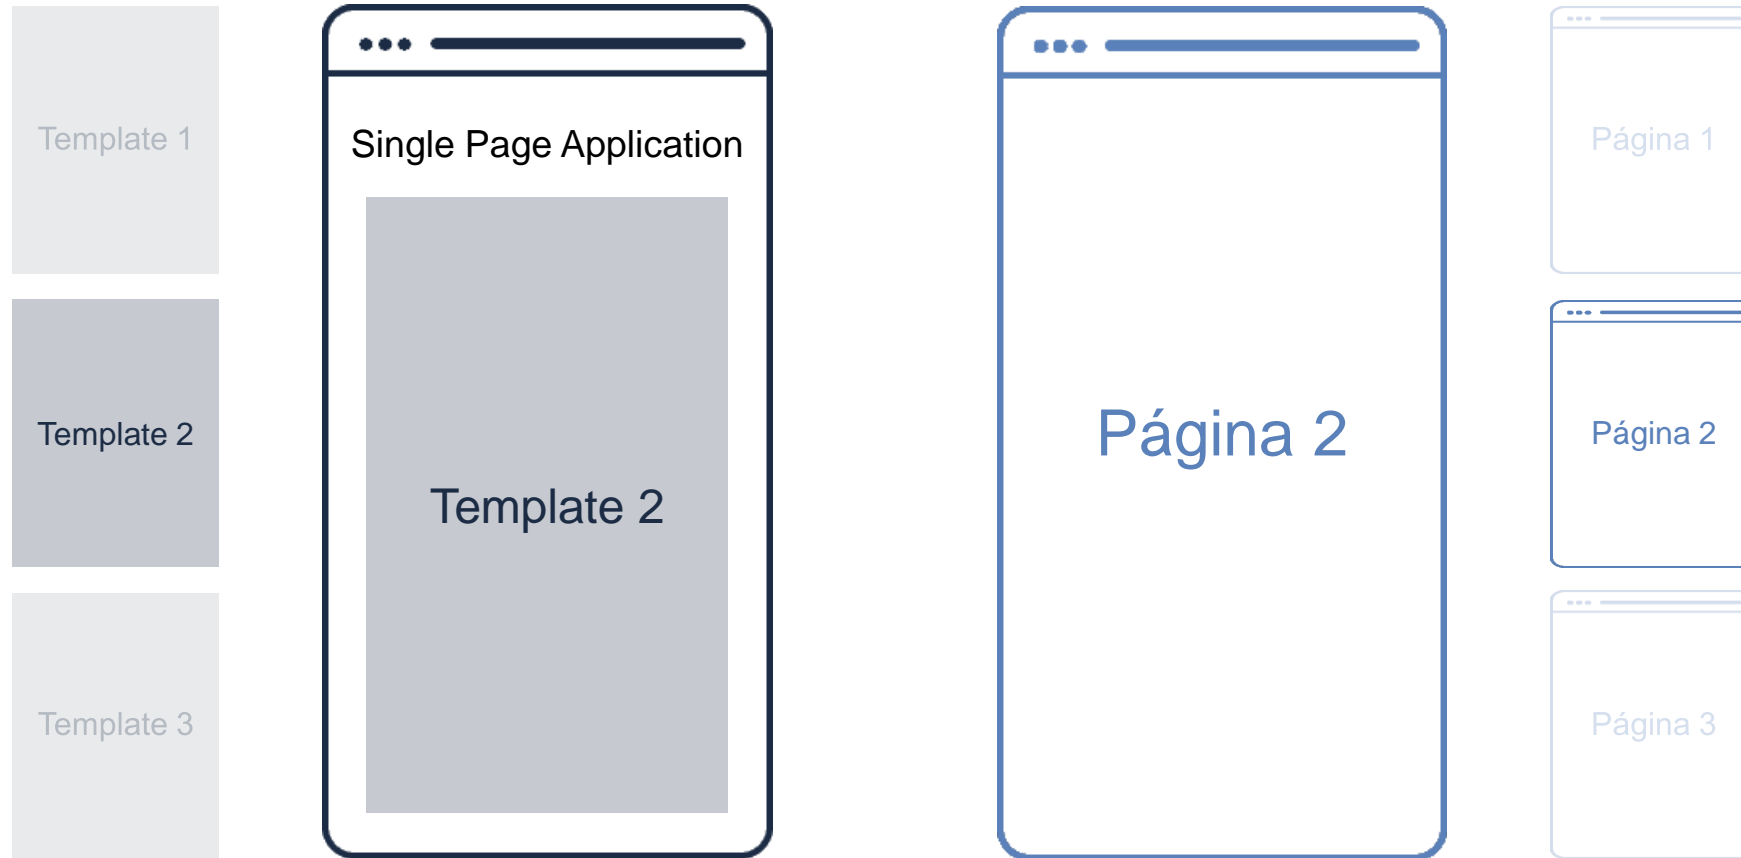 Template 1
Template 2
Template 3
Single Page Application
Template 2
Página 2
Página 1
Página 2
Página 3